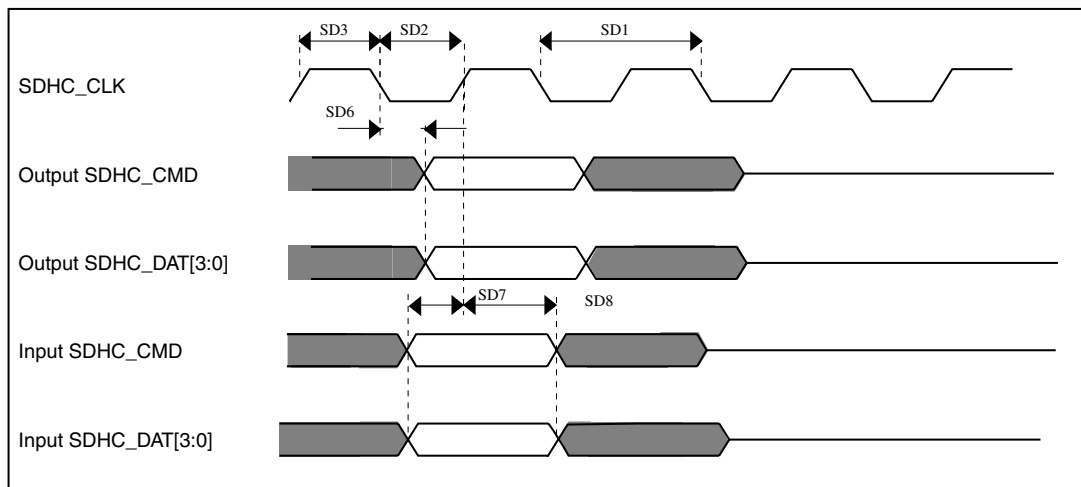 SD3
SD2
SD1
SDHC_CLK
SD6
Output SDHC_CMD
Output SDHC_DAT[3:0]
SD7
SD8
Input SDHC_CMD
Input SDHC_DAT[3:0]